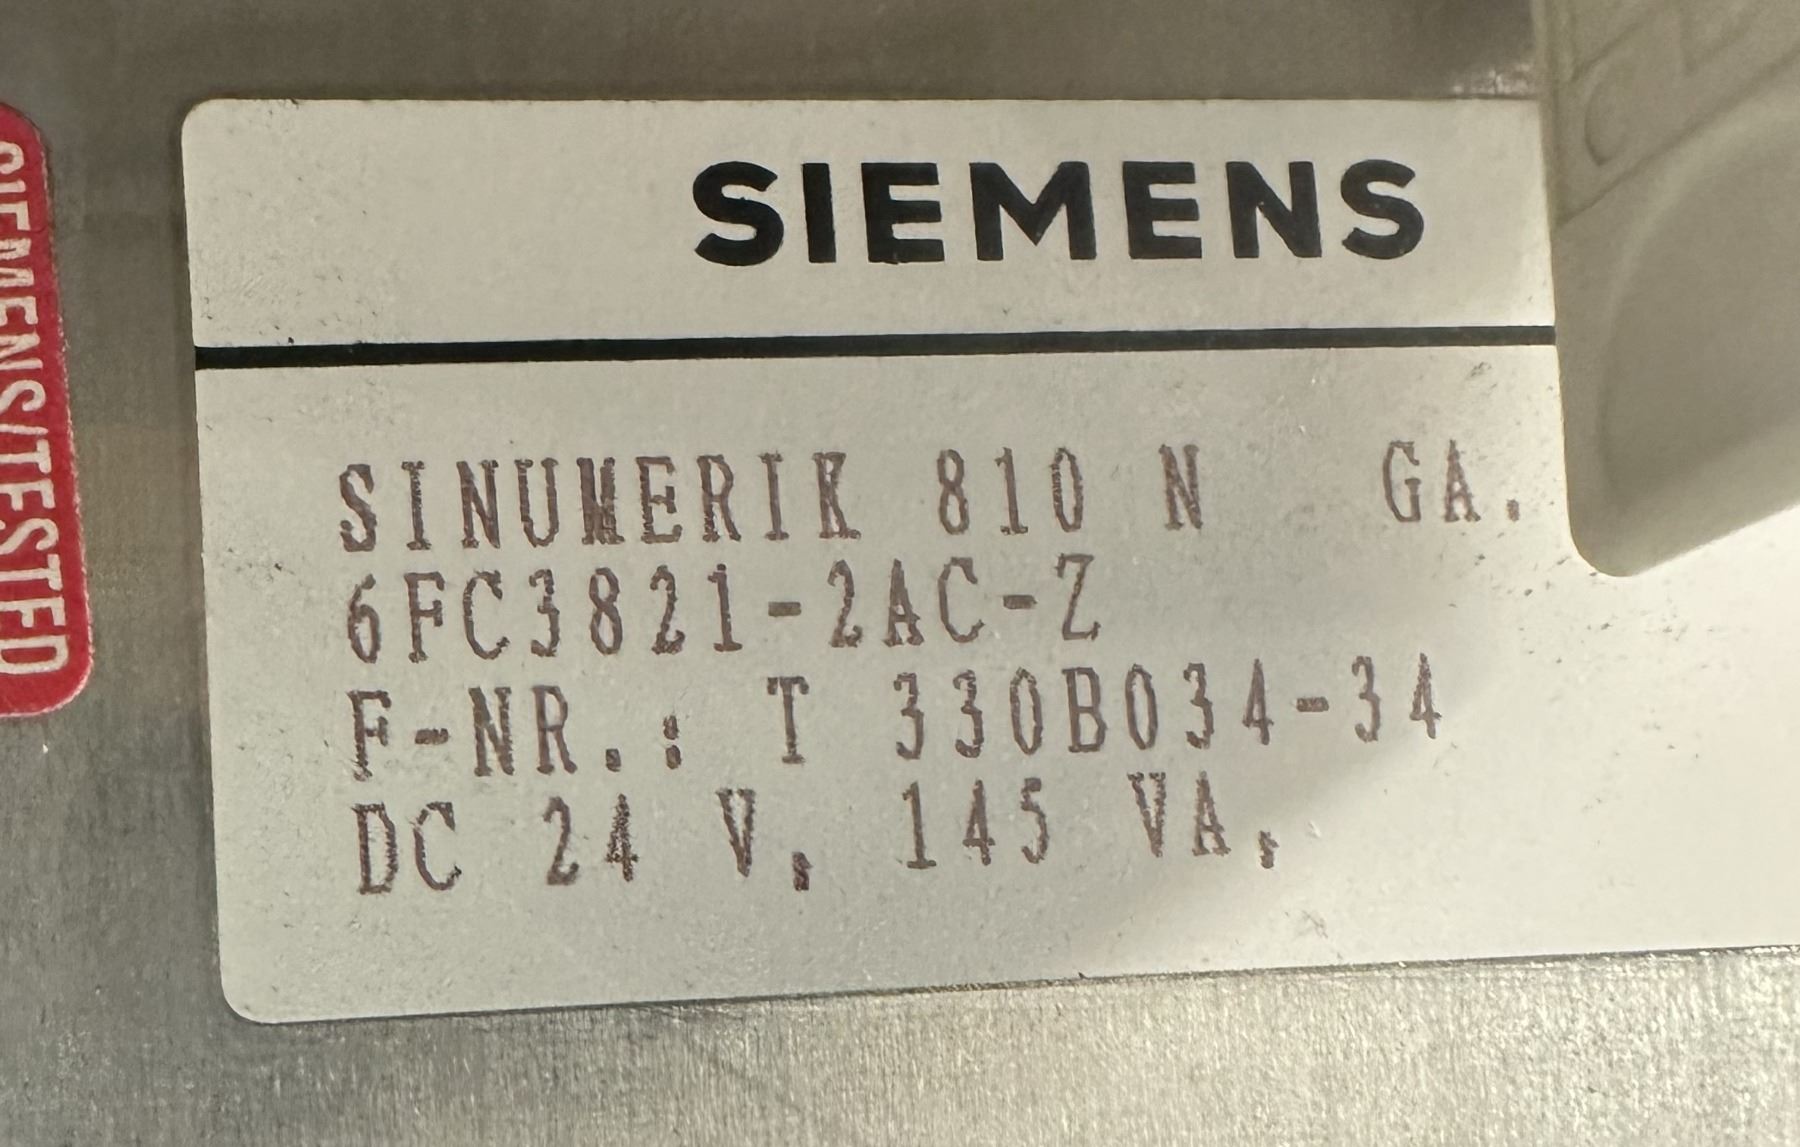 SIEMENS
SINUMERIK 810 N GA.
6FC3821-2AC-Z
F-NR.: T 330B034-34
DC 24 V, 145 VA,
SIEMENS/TESTED